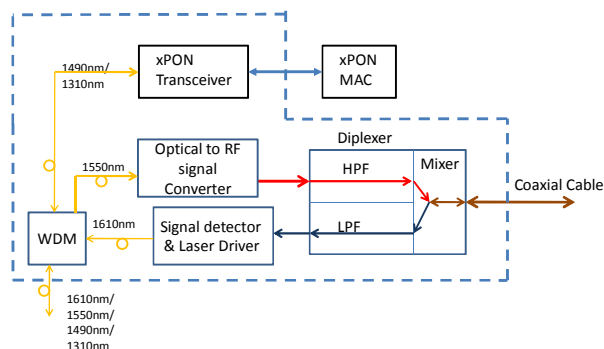 xPON
Transceiver
xPON
MAC
1490nm/
1310nm
Diplexer
Optical to RF
signal
Converter
1550nm
HPF
Mixer
Coaxial Cable
1610nm
Signal detector
& Laser Driver
LPF
WDM
1610nm/
1550nm/
1490nm/
1310nm